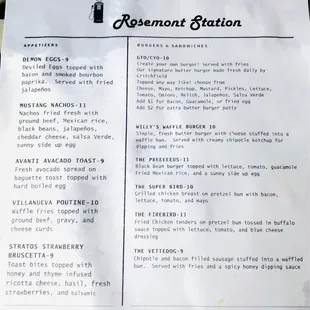 Rosemont Station
APPETIZERS
DEMON EGGS-9
Deviled Eggs topped with
bacon and smoked bourbon
paprika. Served with fried
jalapeños
MUSTANG NACHOS-11
Nachos fried fresh with
ground beef, Mexican rice,
black beans, jalapeños,
cheddar cheese, salsa Verde,
sunny side up egg
AVANTI AVOCADO TOAST-9
Fresh avocado spread on
baguette toast topped with
hard boiled egg
VILLANUEVA POUTINE-10
Waffle fries topped with
ground beef, gravy, and
cheese curds
STRATOS STRAWBERRY
BRUSCETTA-9
Toast bites topped with
honey and thyme infused
ricotta cheese, basil, fresh
strawberries, and balsamic
BURGERS & SANDWICHES
GTO/CYO-10
Create your own burger! Served with fries
Our signature butter burger made fresh daily by
Critchfield
Topped any way you like! choose from
Cheese, Mayo, Ketchup, Mustard, Pickles, Lettuce,
Tomato, Onions, Relish, Jalapeños, Salsa Verde
Add $1 for Bacon, Guacamole, or fried egg
Add $2 for extra butter burger patty
WILLY'S WAFFLE BURGER 10
Simple, fresh butter burger with cheese stuffed into a
waffle bun. Served with creamy chipotle ketchup for
dipping and fries
THE PREEEEEUS-11
Black Bean burger topped with lettuce, tomato, guacamole
Fried Mexican rice, and a sunny side up egg
THE SUPER BIRD-10
Grilled chicken breast on pretzel bun with bacon,
lettuce, tomato, and mayo
THE FIREBIRD-11
Fried Chicken tenders on pretzel bun tossed in buffalo
sauce topped with lettuce, tomato, and blue cheese
dressing
THE VETTEDOG-9
Chipotle and bacon filled sausage stuffed into a waffled
bun. Served with fries and a spicy honey dipping sauce